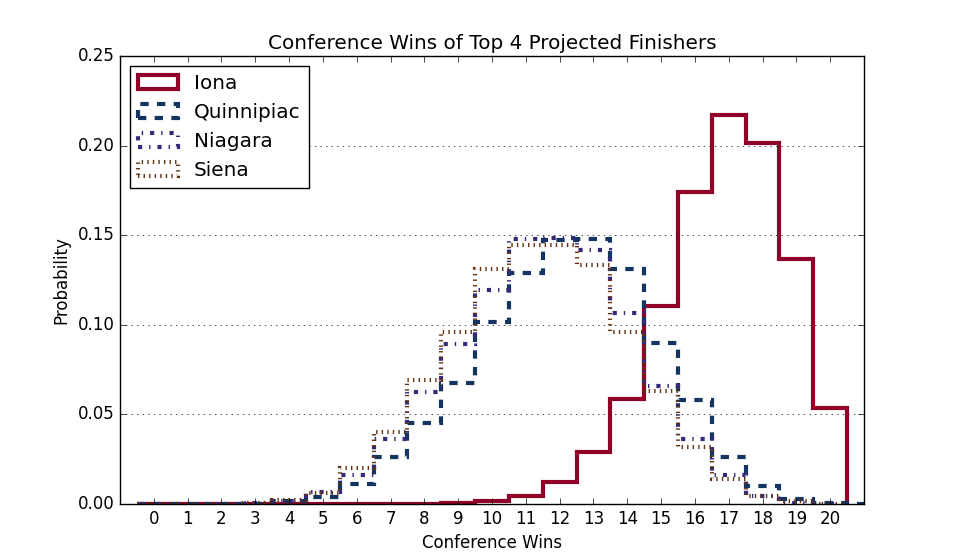 Conference Wins of Top 4 Projected Finishers
0.25
0.20
0.15
0.10
0.05
0.00
Probability
Iona
Quinnipiac
Niagara
Siena
0 1 2 3 4 5 6 7 8 9 10 11 12 13 14 15 16 17 18 19 20
Conference Wins